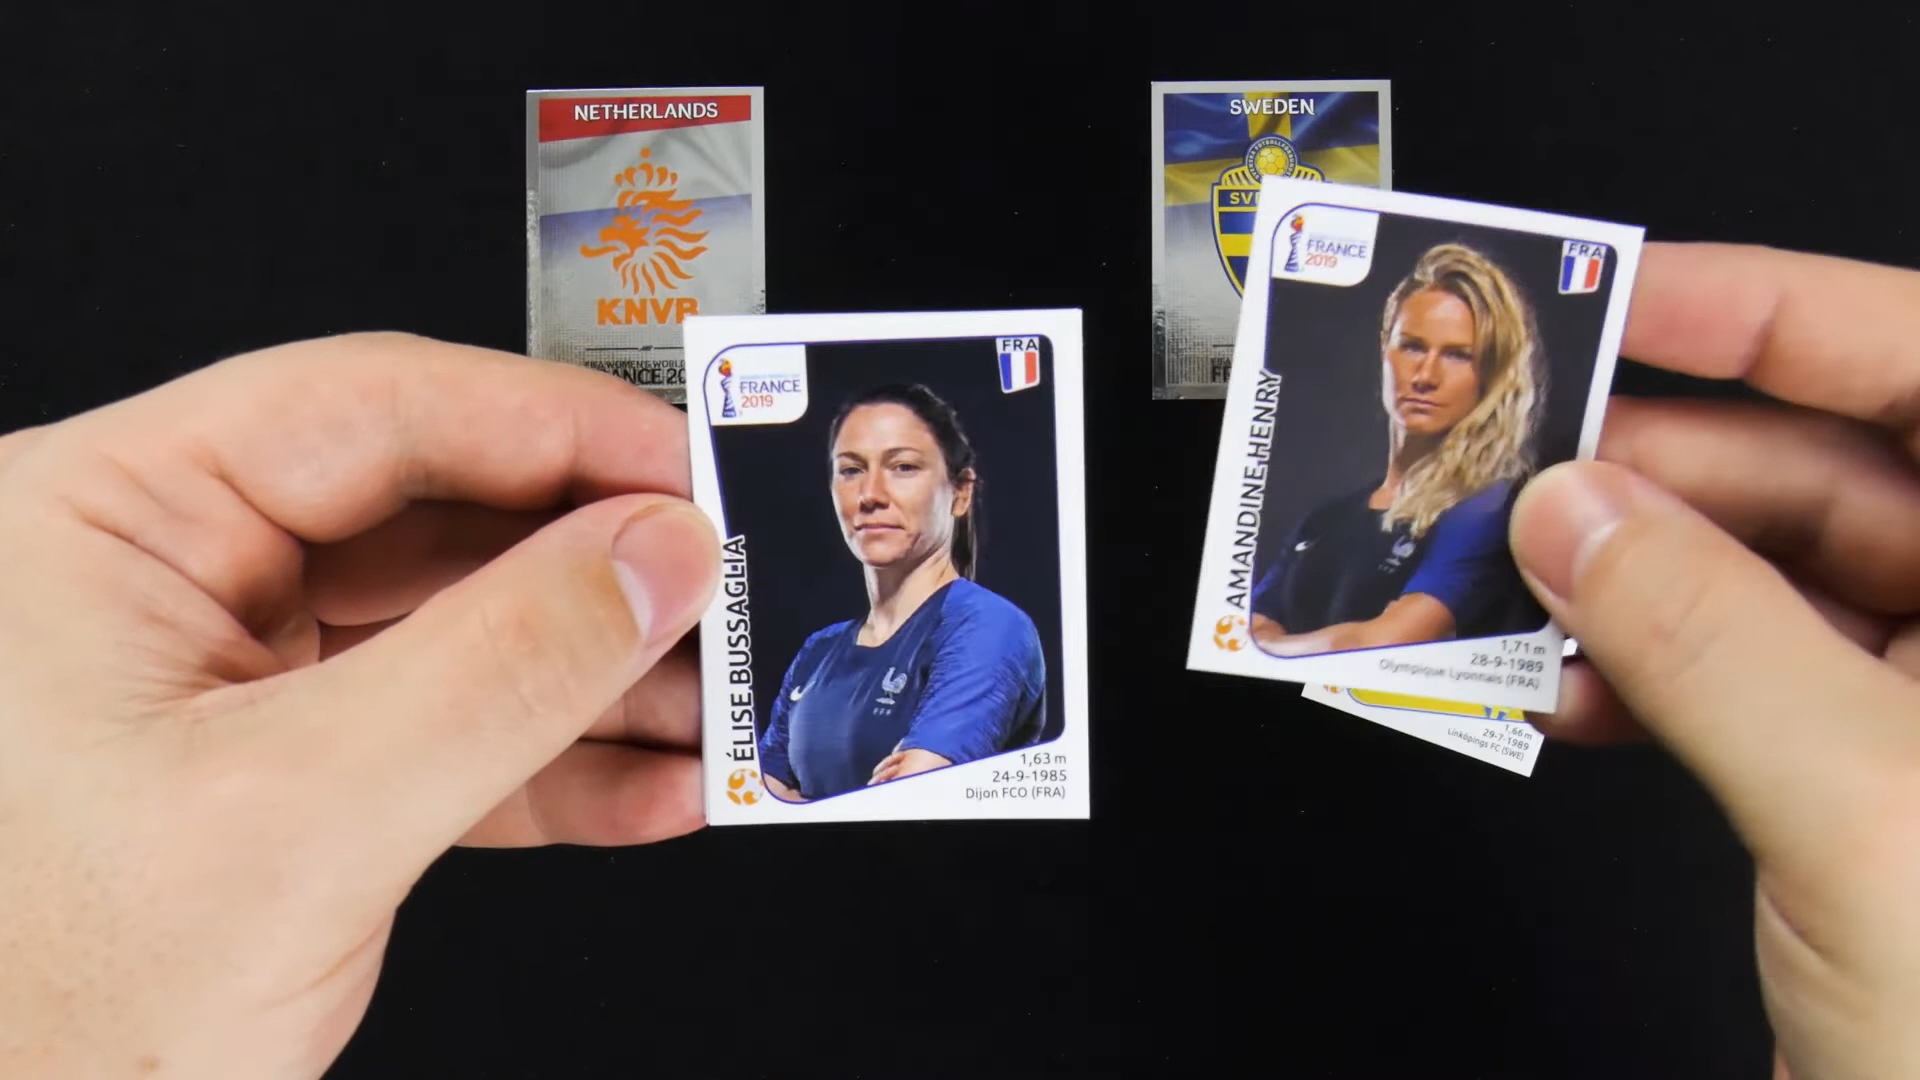 NETHERLANDS
KNVB
SWEDEN
FRANCE
2019
FRA
ÉLISE BUSSAGLIA
1,63 m
24-9-1985
Dijon FCO (FRA)
FRANCE
2019
FRA
AMANDINE HENRY
1,71 m
28-9-1989
Olympique Lyonnais (FRA)
1,66 m
29-7-1989
Linköpings FC (SWE)